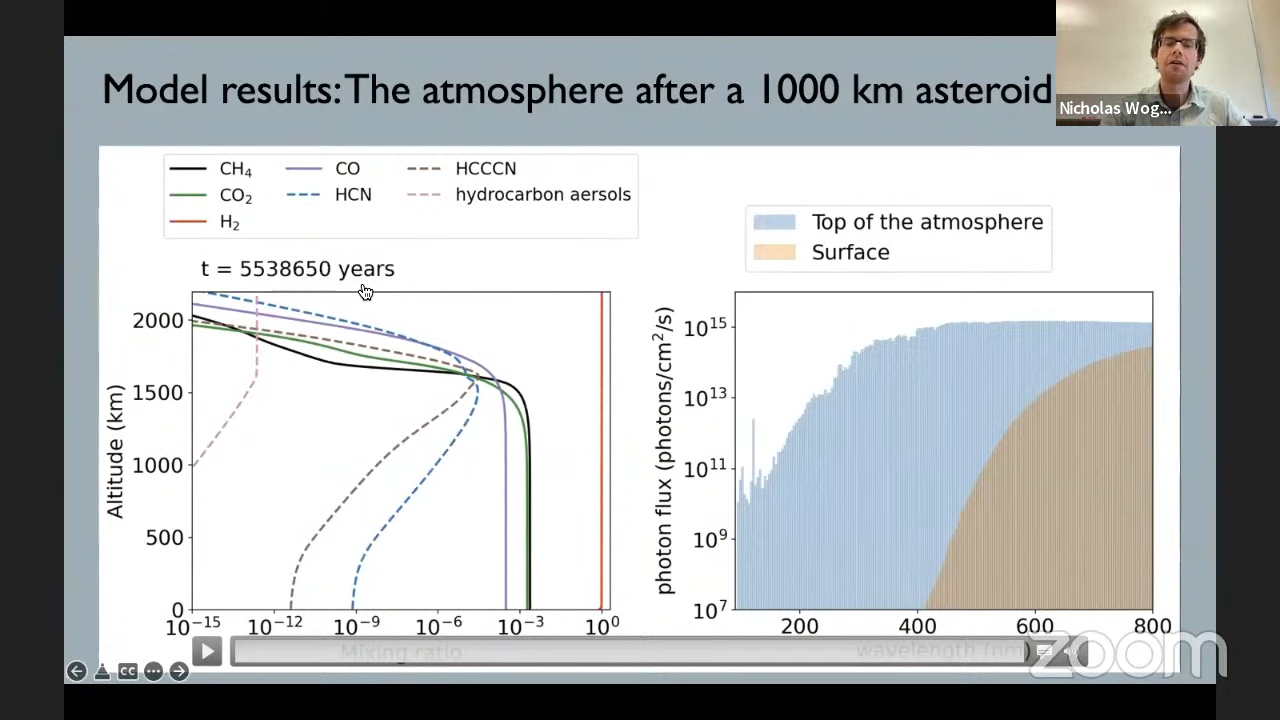 Model results: The atmosphere after a 1000 km asteroid
Nicholas Wog...
CH₄ CO HCCCN
CO₂ HCN hydrocarbon aersols
H₂
Top of the atmosphere
Surface
t = 5538650 years
Altitude (km)
2000
1500
1000
500
0
10⁻¹⁵ 10⁻¹² 10⁻⁹ 10⁻⁶ 10⁻³ 10⁰
Mixing ratio
photon flux (photons/cm²/s)
10¹⁵
10¹³
10¹¹
10⁹
10⁷
200 400 600 800
wavelength (nm
CC
zoom